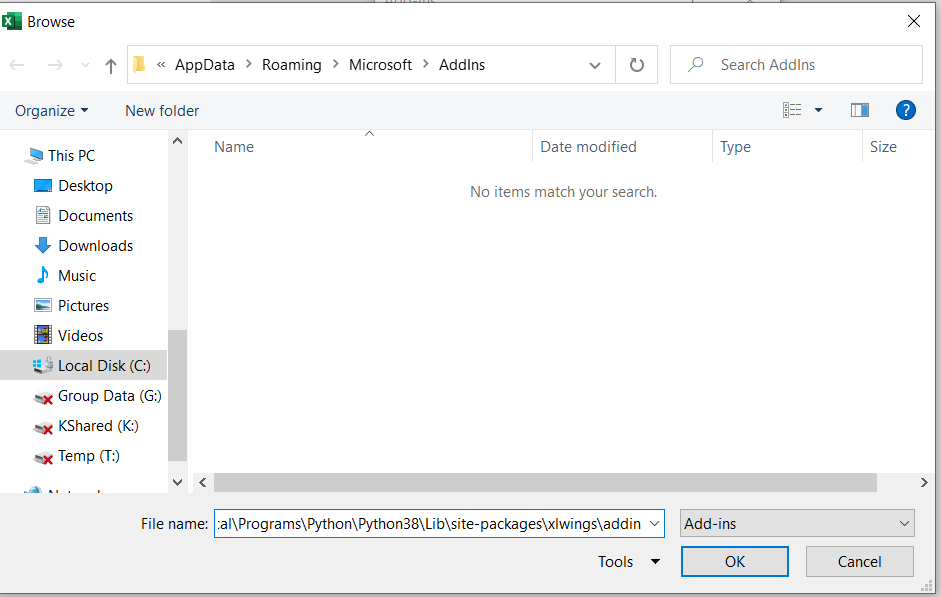 Browse
« AppData > Roaming > Microsoft > AddIns
Search AddIns
Organize
New folder
?
Name
Date modified
Type
Size
No items match your search.
This PC
Desktop
Documents
Downloads
Music
Pictures
Videos
Local Disk (C:)
Group Data (G:)
KShared (K:)
Temp (T:)
File name: :al\Programs\Python\Python38\Lib\site-packages\xlwings\addin
Add-ins
Tools
OK
Cancel